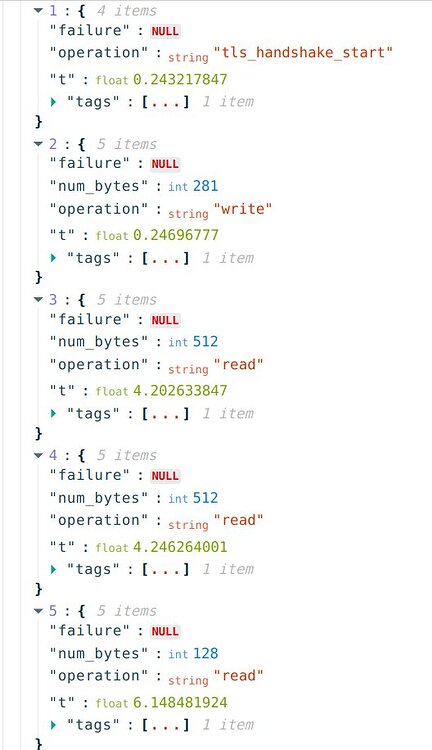 1 : { 4 items
"failure" : NULL
"operation" : string "tls_handshake_start"
"t" : float 0.243217847
"tags" : [...] 1 item
}
2 : { 5 items
"failure" : NULL
"num_bytes" : int 281
"operation" : string "write"
"t" : float 0.24696777
"tags" : [...] 1 item
}
3 : { 5 items
"failure" : NULL
"num_bytes" : int 512
"operation" : string "read"
"t" : float 4.202633847
"tags" : [...] 1 item
}
4 : { 5 items
"failure" : NULL
"num_bytes" : int 512
"operation" : string "read"
"t" : float 4.246264001
"tags" : [...] 1 item
}
5 : { 5 items
"failure" : NULL
"num_bytes" : int 128
"operation" : string "read"
"t" : float 6.148481924
"tags" : [...] 1 item
}